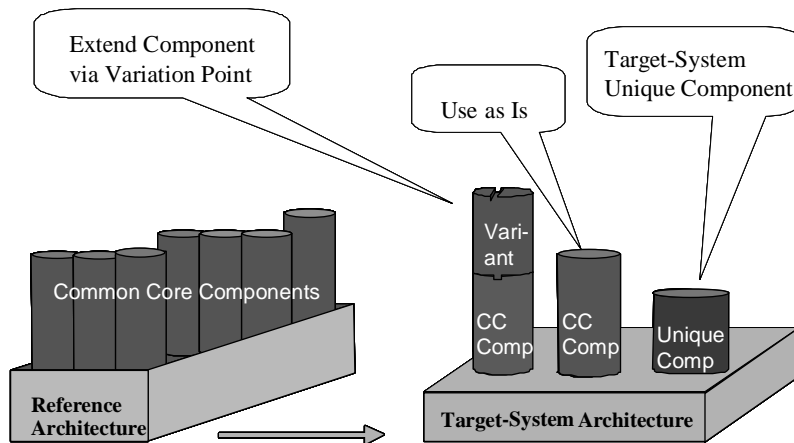 Extend Component
via Variation Point
Use as Is
Target-System
Unique Component
Common Core Components
Vari-
ant
CC
Comp
CC
Comp
Unique
Comp
Reference
Architecture
Target-System Architecture